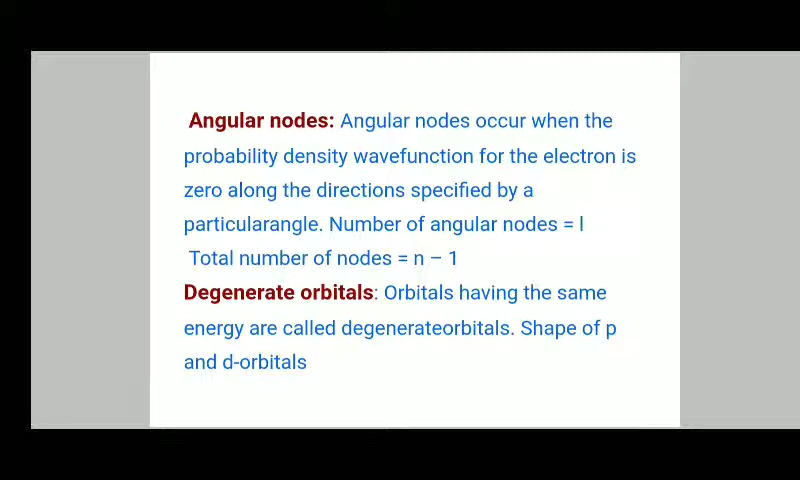 Angular nodes: Angular nodes occur when the
probability density wavefunction for the electron is
zero along the directions specified by a
particularangle. Number of angular nodes = l
Total number of nodes = n – 1
Degenerate orbitals: Orbitals having the same
energy are called degenerateorbitals. Shape of p
and d-orbitals